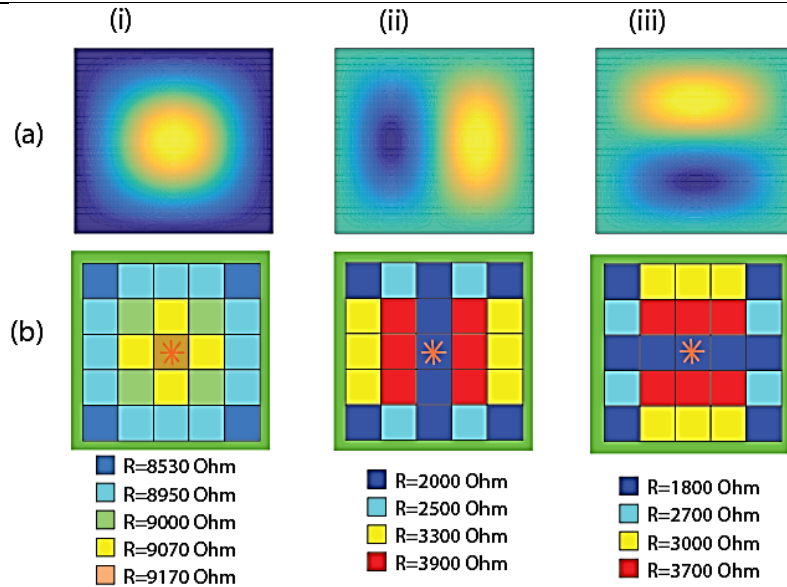 (i) (ii) (iii)
(a)
(b)
R=8530 Ohm
R=8950 Ohm
R=9000 Ohm
R=9070 Ohm
R=9170 Ohm
R=2000 Ohm
R=2500 Ohm
R=3300 Ohm
R=3900 Ohm
R=1800 Ohm
R=2700 Ohm
R=3000 Ohm
R=3700 Ohm